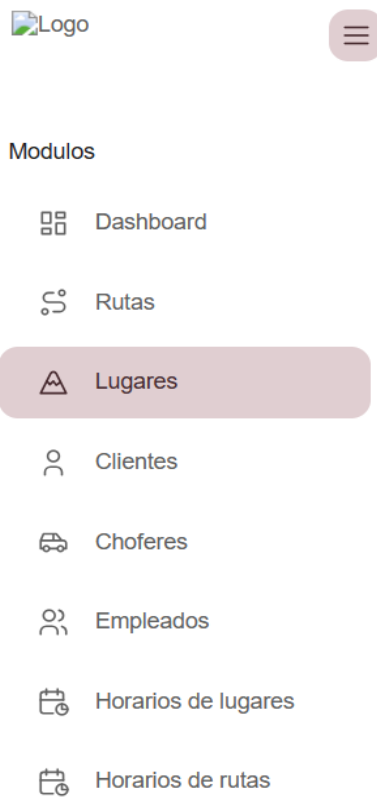 Logo
Modulos
Dashboard
Rutas
Lugares
Clientes
Choferes
Empleados
Horarios de lugares
Horarios de rutas